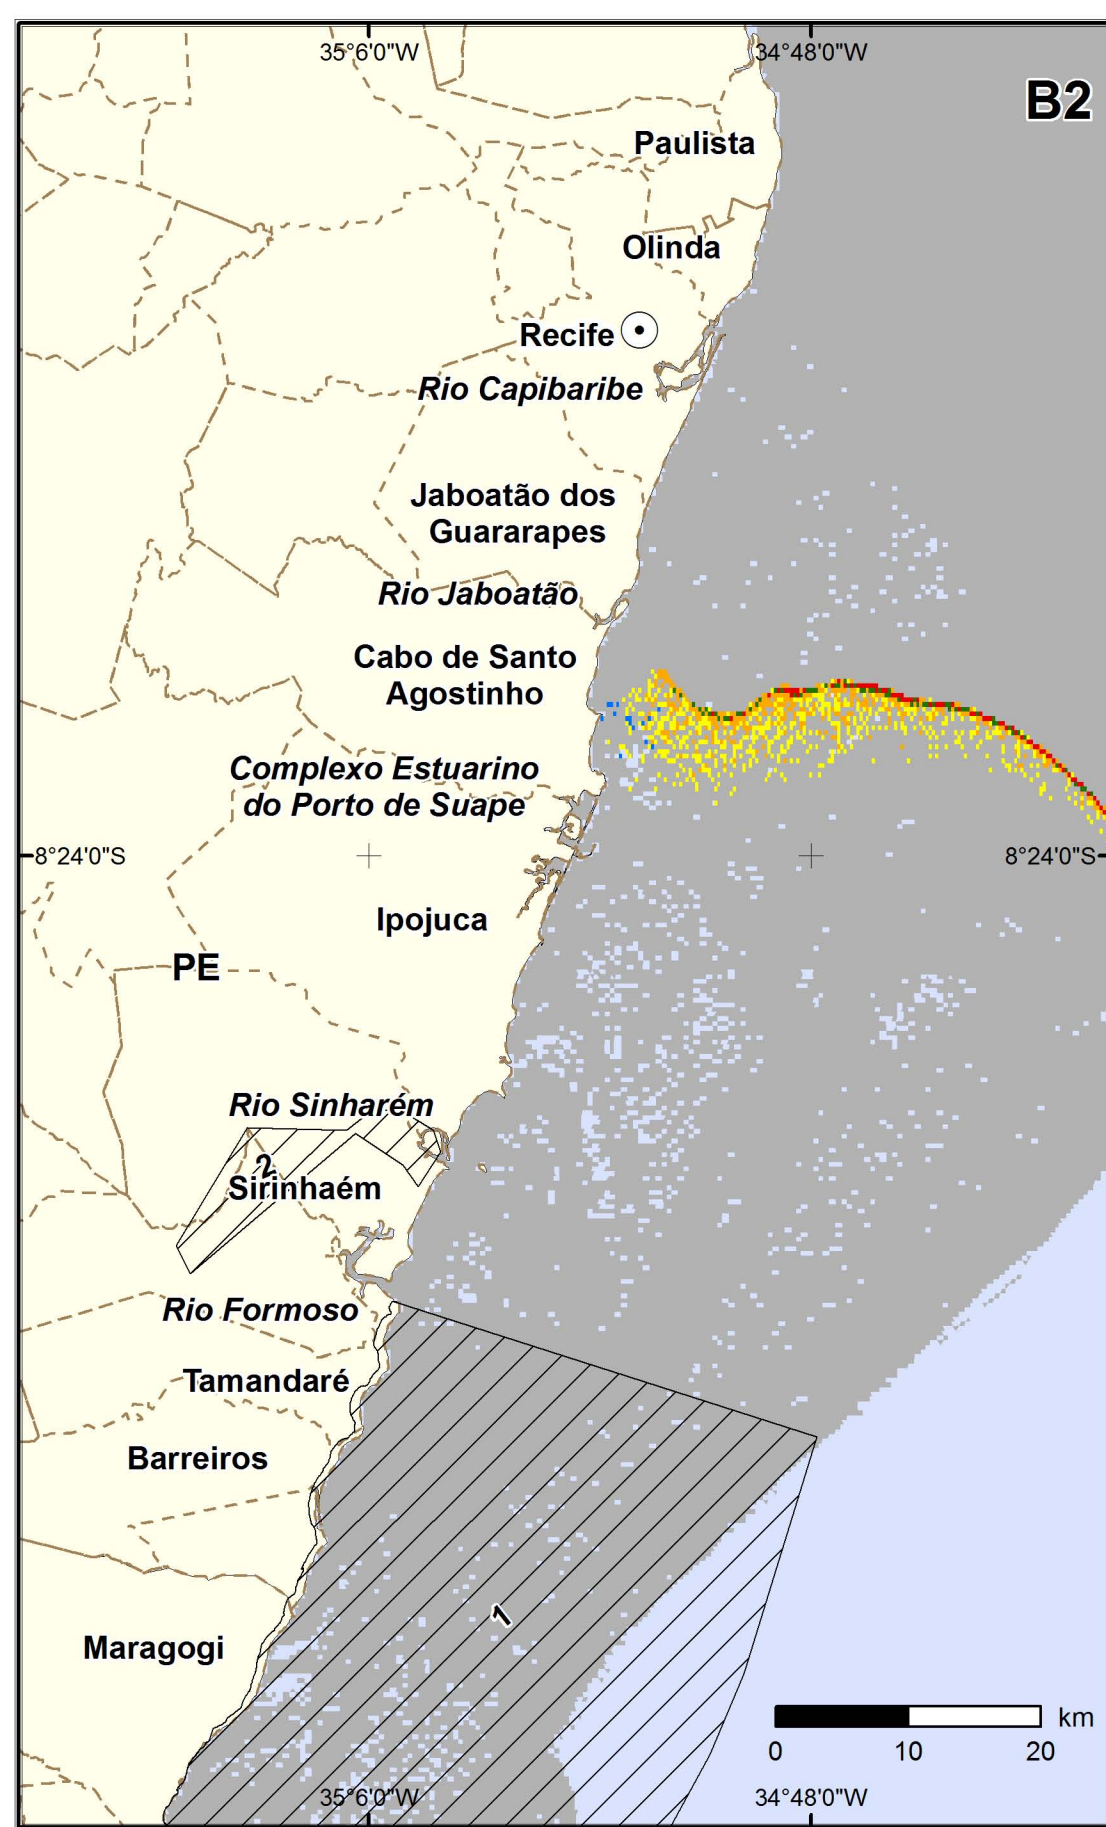 35°6'0"W
34°48'0"W
B2
Paulista
Olinda
Recife
Rio Capibaribe
Jaboatão dos
Guararapes
Rio Jaboatão
Cabo de Santo
Agostinho
Complexo Estuarino
do Porto de Suape
8°24'0"S
8°24'0"S
Ipojuca
PE
Rio Sinharém
2
Sirinhaém
Rio Formoso
Tamandaré
Barreiros
1
Maragogi
km
0 10 20
35°6'0"W
34°48'0"W